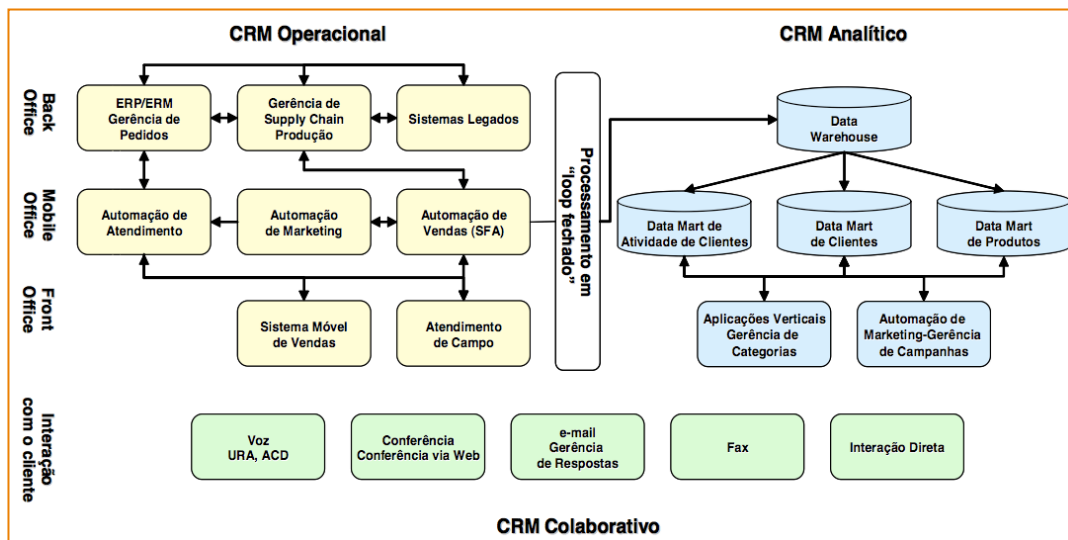 CRM Operacional
CRM Analítico
Back
Office
ERP/ERM
Gerência de
Pedidos
Gerência de
Supply Chain
Produção
Sistemas Legados
Data
Warehouse
Processamento em
“loop fechado”
Mobile
Office
Automação de
Atendimento
Automação
de Marketing
Automação de
Vendas (SFA)
Data Mart de
Atividade de Clientes
Data Mart
de Clientes
Data Mart
de Produtos
Front
Office
Sistema Móvel
de Vendas
Atendimento
de Campo
Aplicações Verticais
Gerência de
Categorias
Automação de
Marketing-Gerência
de Campanhas
Interação
com o cliente
Voz
URA, ACD
Conferência
Conferência via Web
e-mail
Gerência
de Respostas
Fax
Interação Direta
CRM Colaborativo